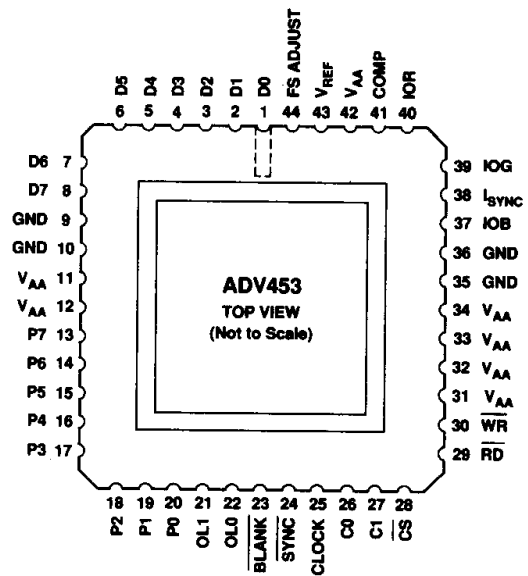 D5 D4 D3 D2 D1 D0 FS ADJUST VREF VAA COMP IOR
6 5 4 3 2 1 44 43 42 41 40
D6 7
D7 8
GND 9
GND 10
VAA 11
VAA 12
P7 13
P6 14
P5 15
P4 16
P3 17
ADV453
TOP VIEW
(Not to Scale)
39 IOG
38 ISYNC
37 IOB
36 GND
35 GND
34 VAA
33 VAA
32 VAA
31 VAA
30 WR
29 RD
18 19 20 21 22 23 24 25 26 27 28
P2 P1 P0 OL1 OL0 BLANK SYNC CLOCK C0 C1 CS